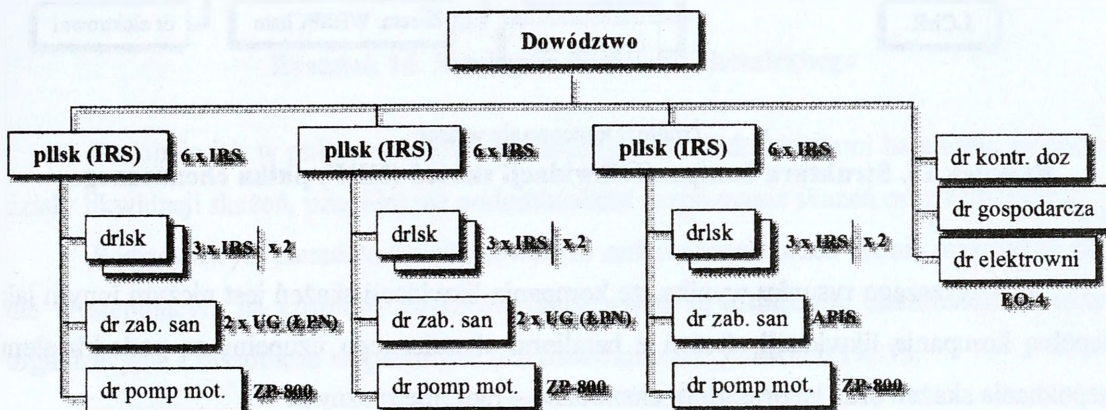 Dowództwo
pllsk (IRS) 6 x IRS
drlsk 3 x IRS x 2
dr zab. san 2 x UG (ŁPN)
dr pomp mot. ZP-800
pllsk (IRS) 6 x IRS
drlsk 3 x IRS x 2
dr zab. san 2 x UG (ŁPN)
dr pomp mot. ZP-800
pllsk (IRS) 6 x IRS
drlsk 3 x IRS x 2
dr zab. san APIS
dr pomp mot. ZP-800
dr kontr. doz
dr gospodarcza
dr elektrowni
EO-4